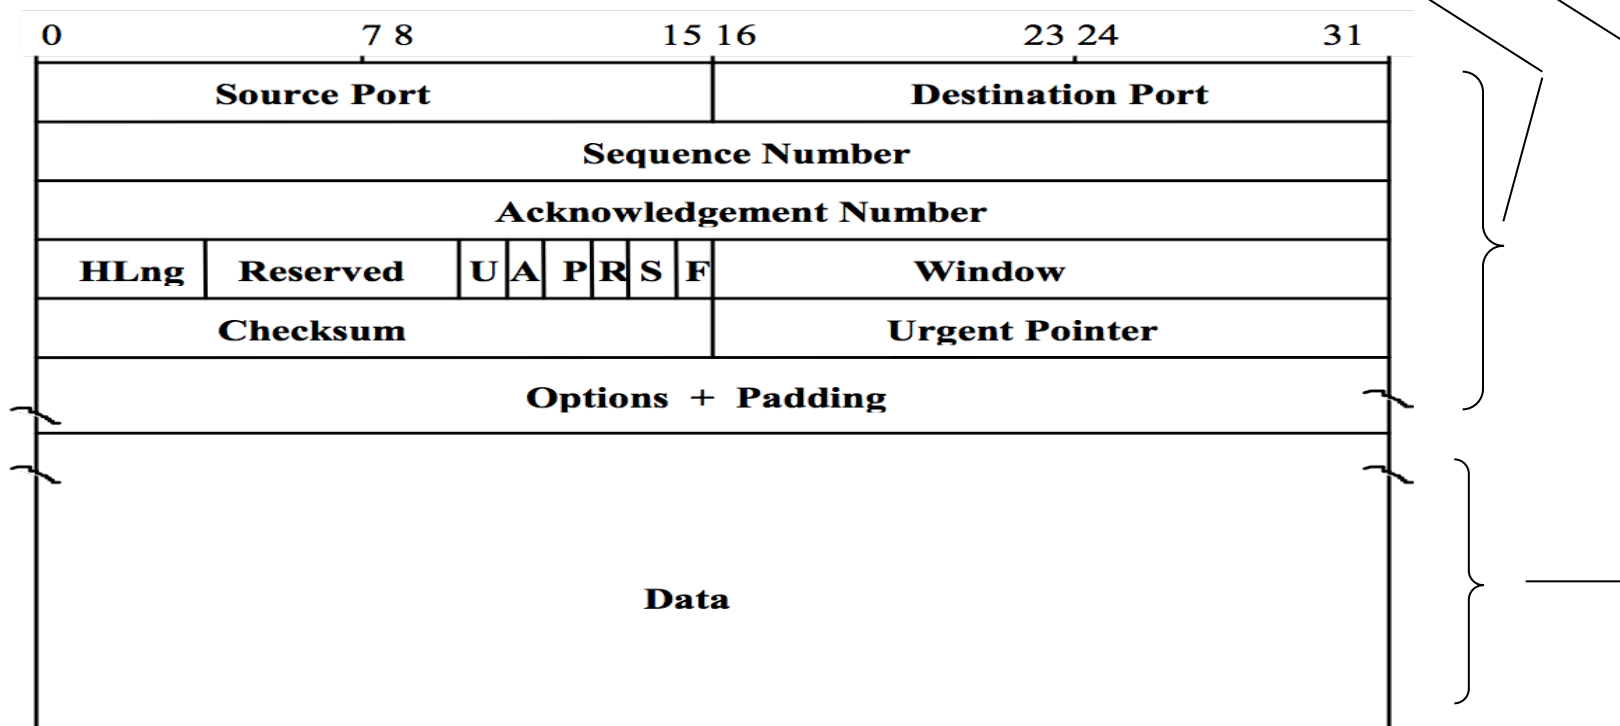 0 7 8 15 16 23 24 31
Source Port Destination Port
Sequence Number
Acknowledgement Number
HLng Reserved U A P R S F Window
Checksum Urgent Pointer
Options + Padding
Data